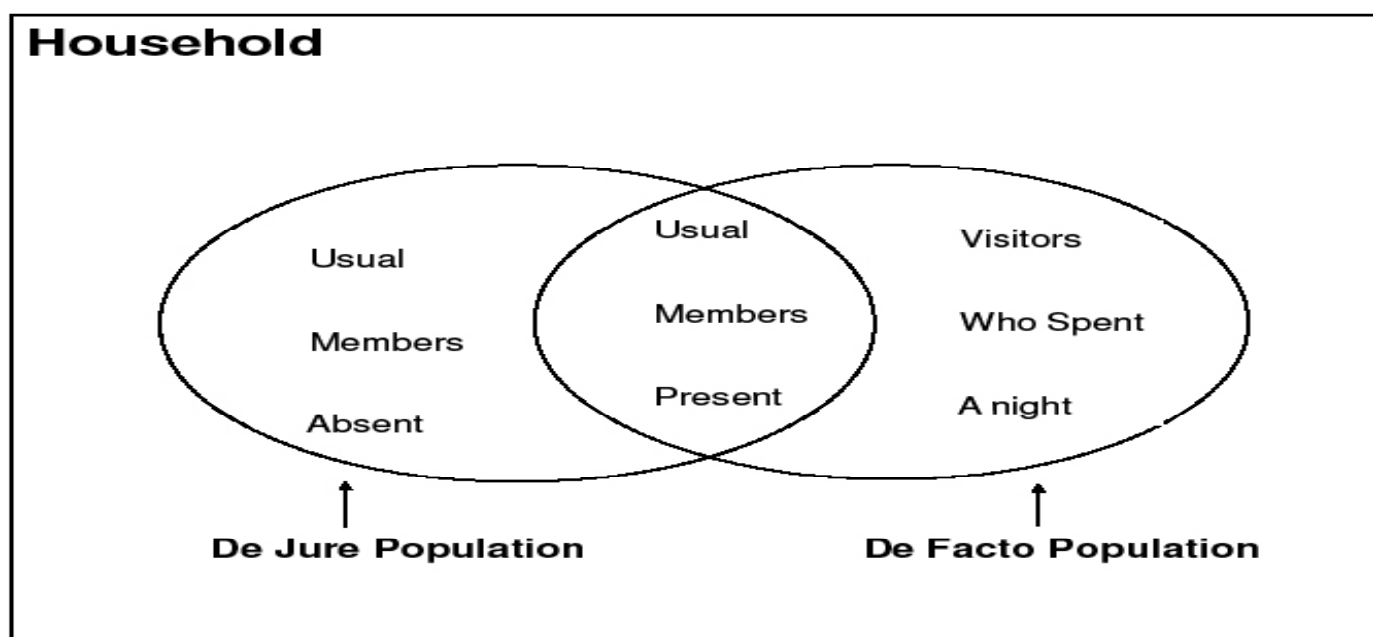 Household
Usual
Members
Absent
Usual
Members
Present
Visitors
Who Spent
A night
De Jure Population
De Facto Population